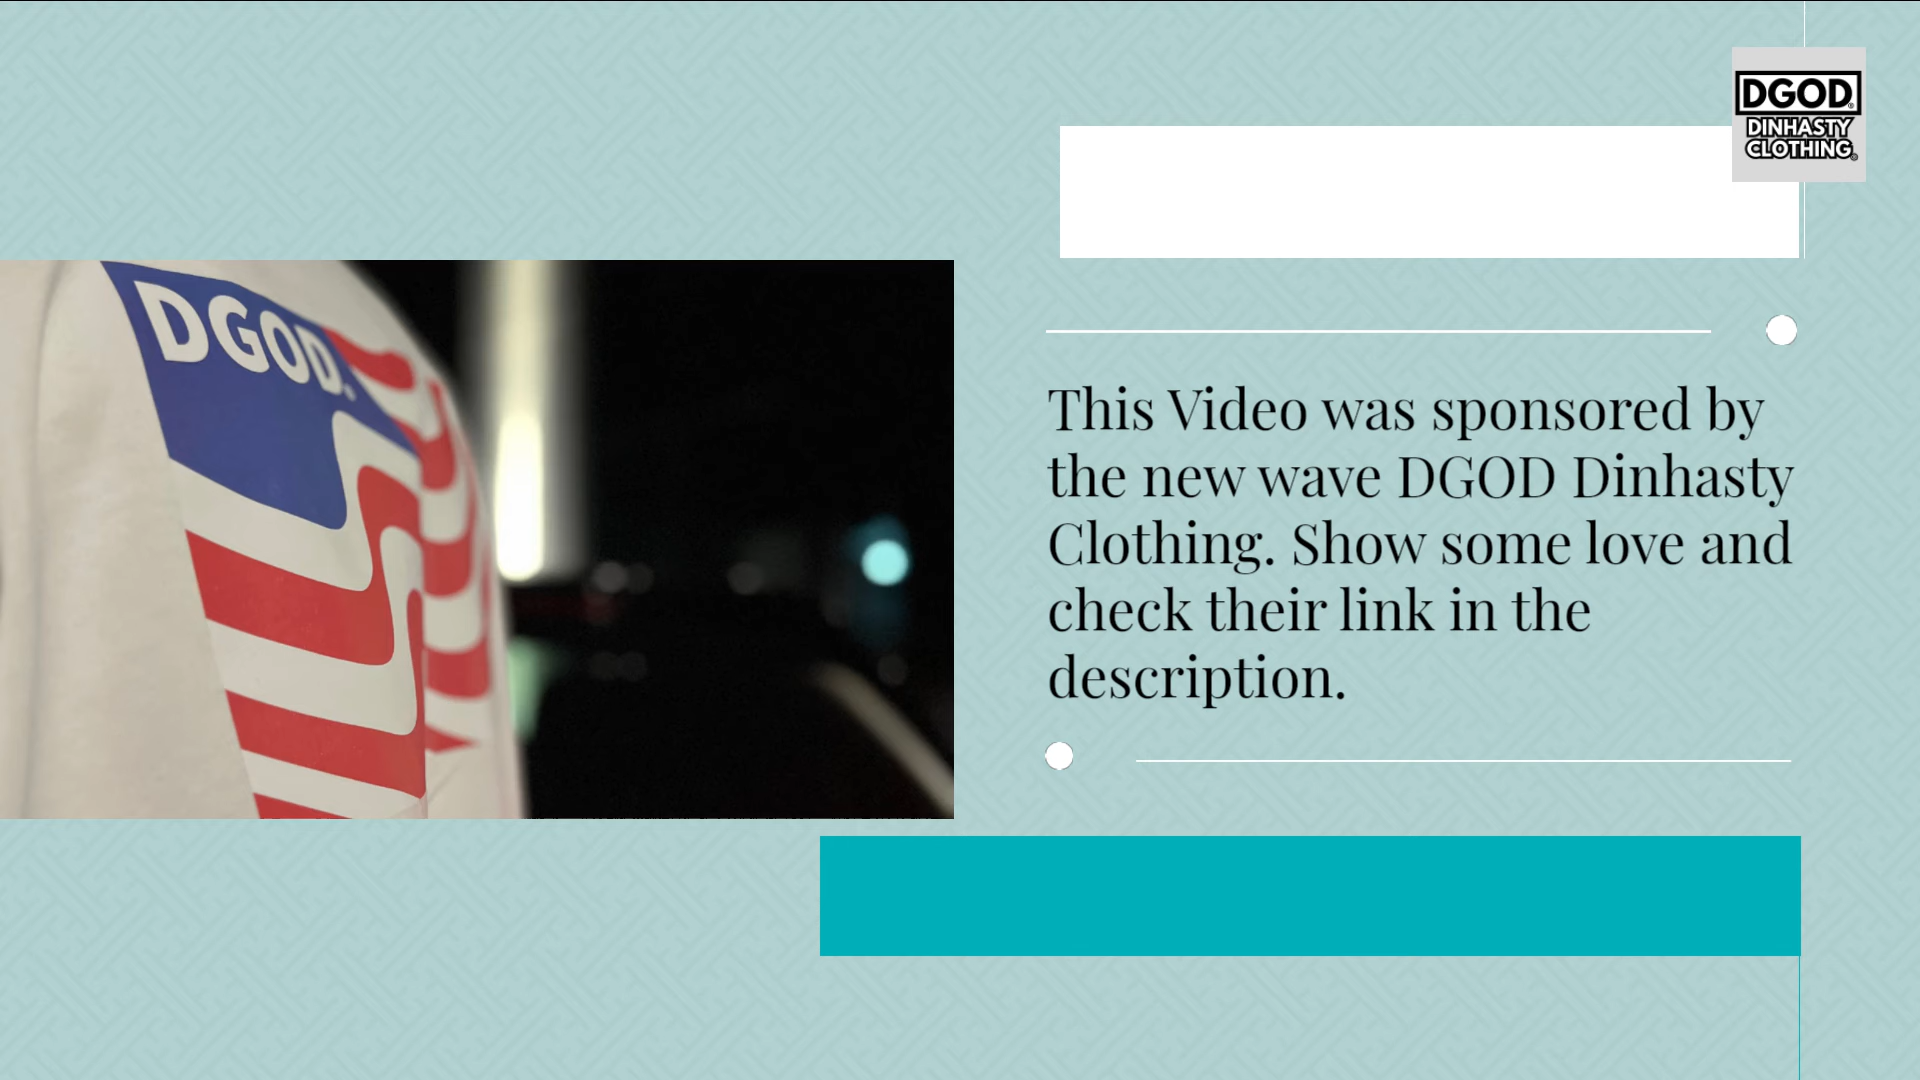 DGOD®
DINHASTY
CLOTHING®
DGOD.
This Video was sponsored by
the new wave DGOD Dinhasty
Clothing. Show some love and
check their link in the
description.